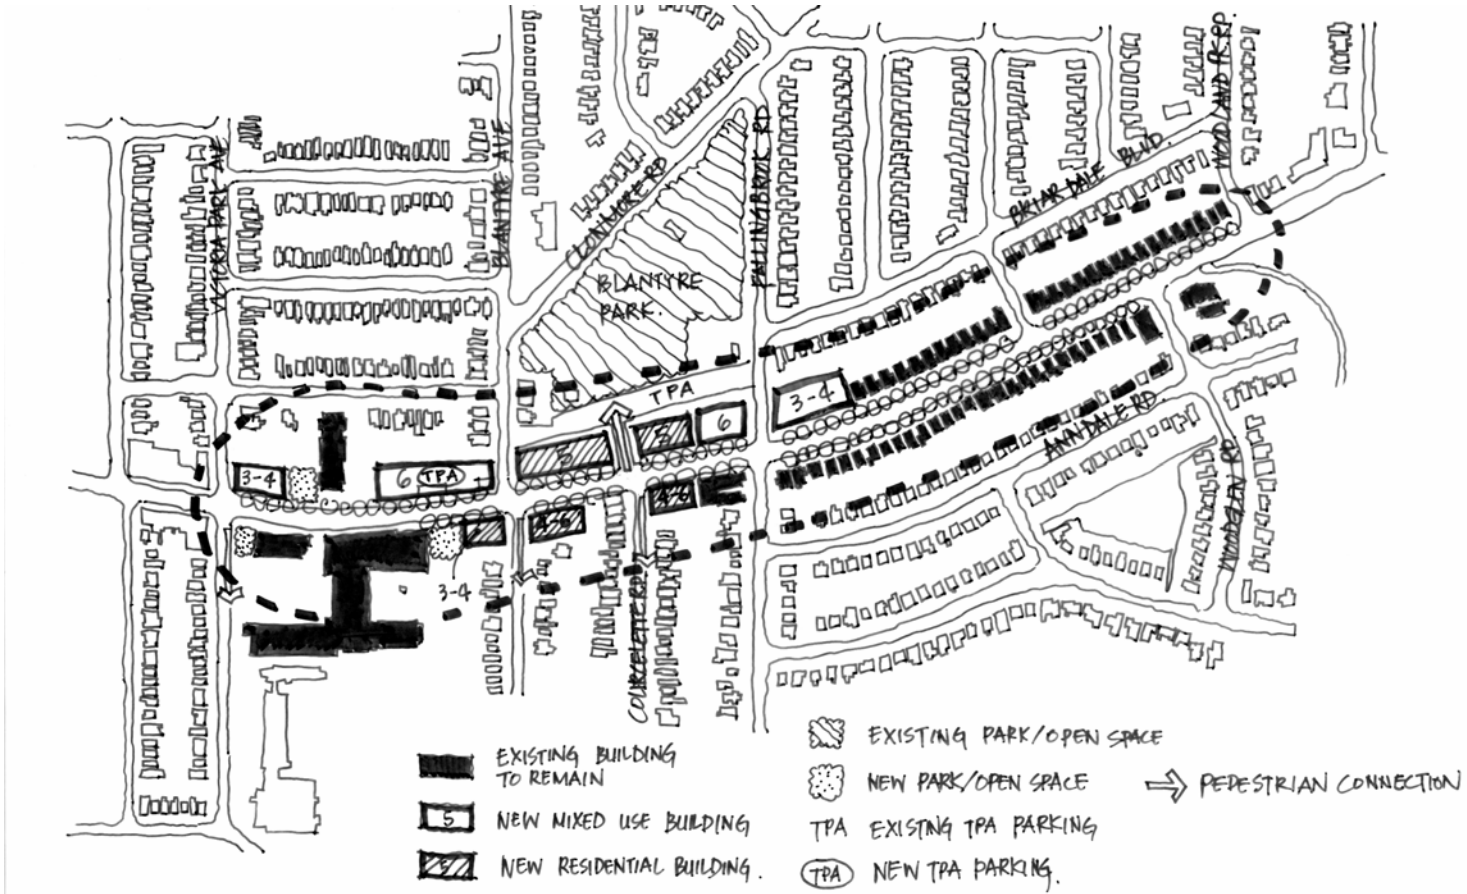 VICTORIA PARK AVE
BLANTYRE AVE
CLONMORE RD
FALLINGBROOK RD
BRIARDALE BLVD.
WOODLAND PK. RD.
BLANTYRE
PARK.
TPA
3-4
5
5
6
3-4
6 TPA
4-6
4-6
3-4
ANNDALE RD.
COURCELETTE RD
EXISTING BUILDING
TO REMAIN
5 NEW MIXED USE BUILDING
5 NEW RESIDENTIAL BUILDING.
EXISTING PARK/OPEN SPACE
NEW PARK/OPEN SPACE
TPA EXISTING TPA PARKING
TPA NEW TPA PARKING.
PEDESTRIAN CONNECTION